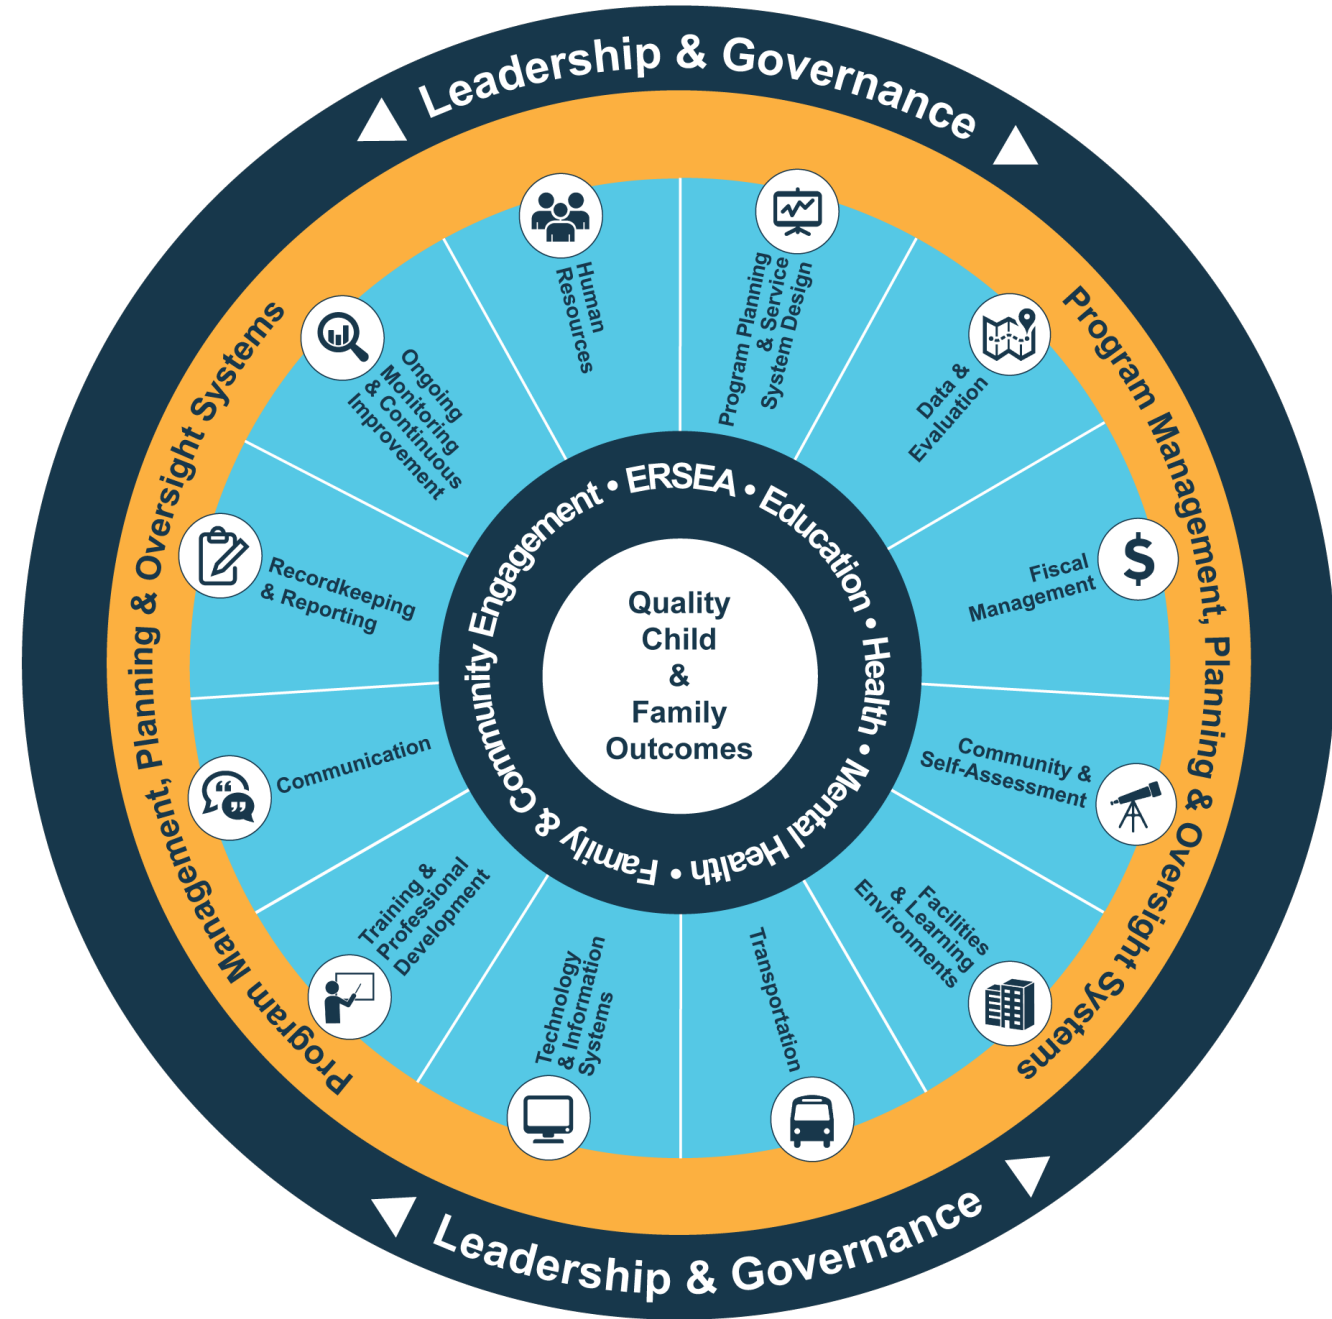 Leadership & Governance
Program Management, Planning & Oversight Systems
Program Management, Planning & Oversight Systems
Program Planning
& Service
System Design
Data &
Evaluation
$
Fiscal
Management
Community &
Self-Assessment
Facilities
& Learning
Environments
Transportation
Technology
& Information
Systems
Training &
Professional
Development
Communication
Recordkeeping
& Reporting
Ongoing
Monitoring
& Continuous
Improvement
Human
Resources
ERSEA • Education • Health • Mental Health • Family & Community Engagement •
Quality
Child
&
Family
Outcomes
Leadership & Governance